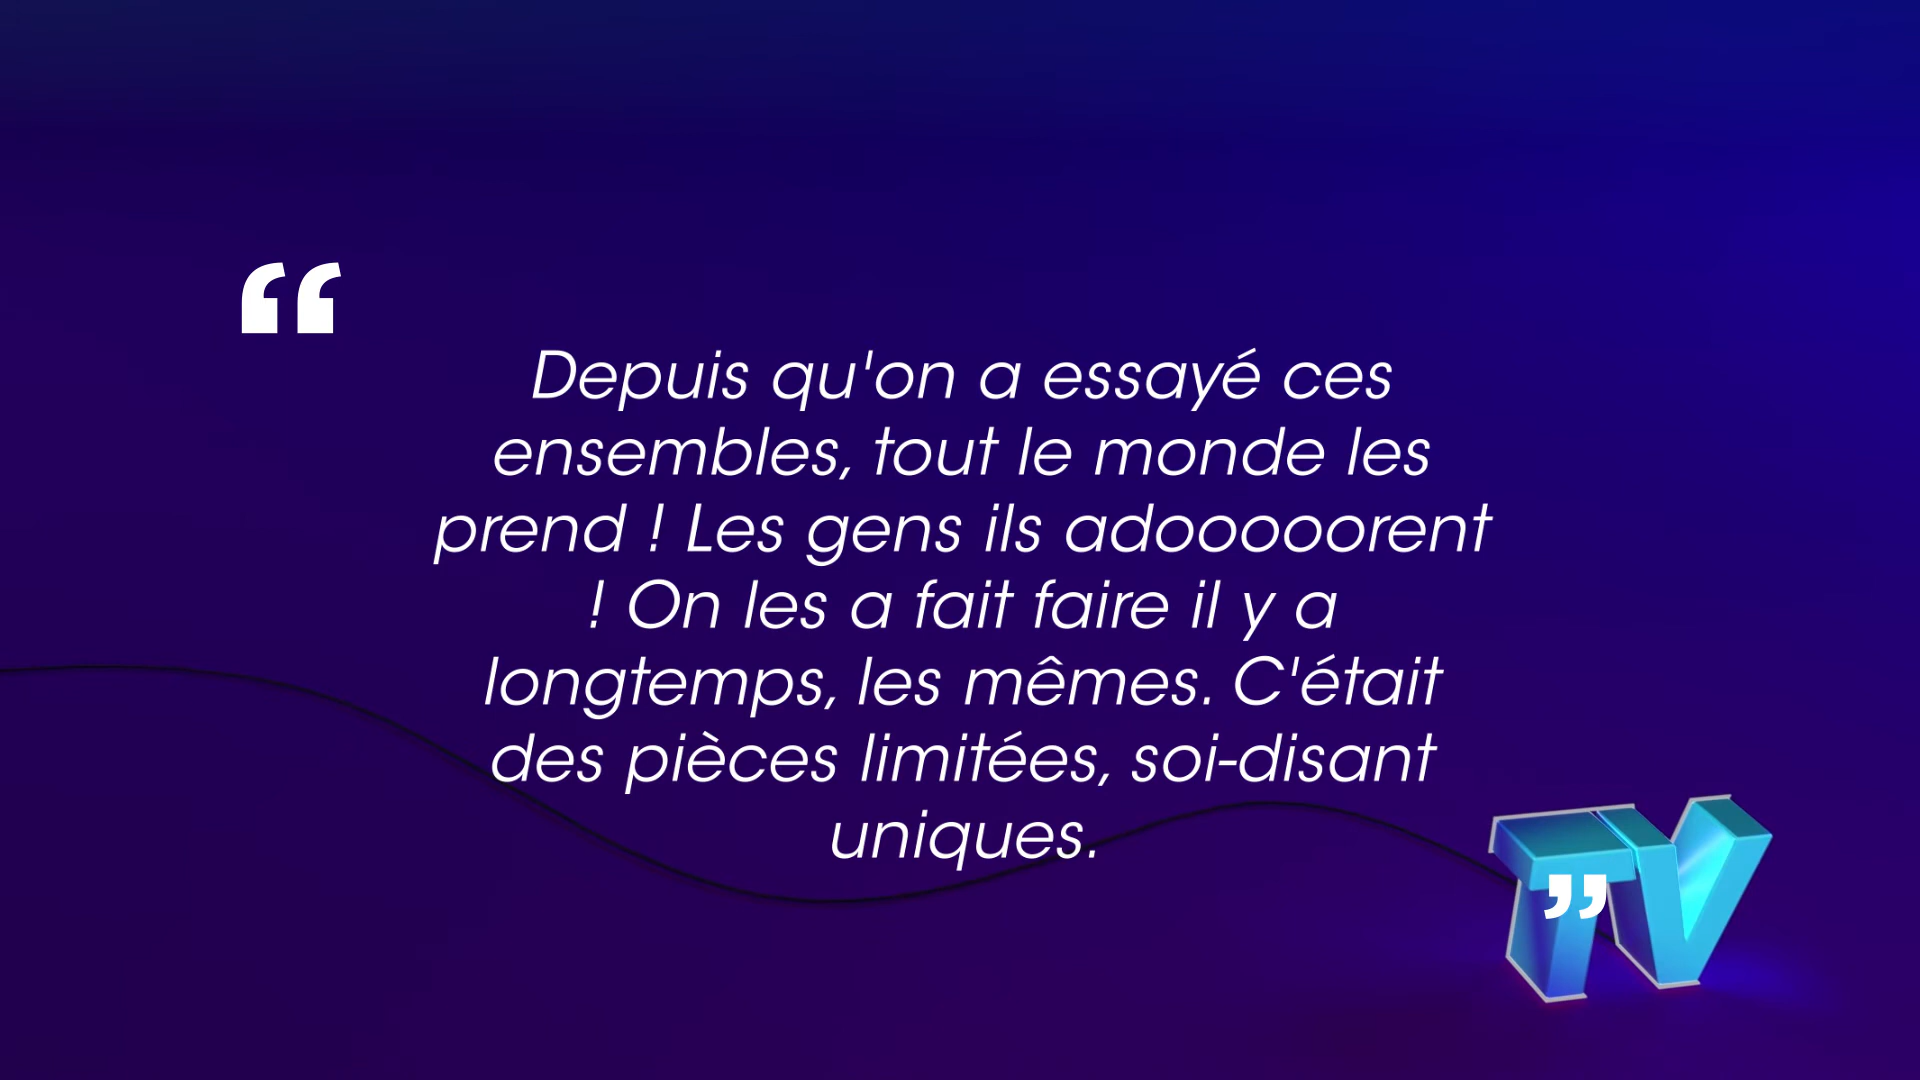 “
Depuis qu'on a essayé ces
ensembles, tout le monde les
prend ! Les gens ils adooooorent
! On les a fait faire il y a
longtemps, les mêmes. C'était
des pièces limitées, soi-disant
uniques.
”
TV